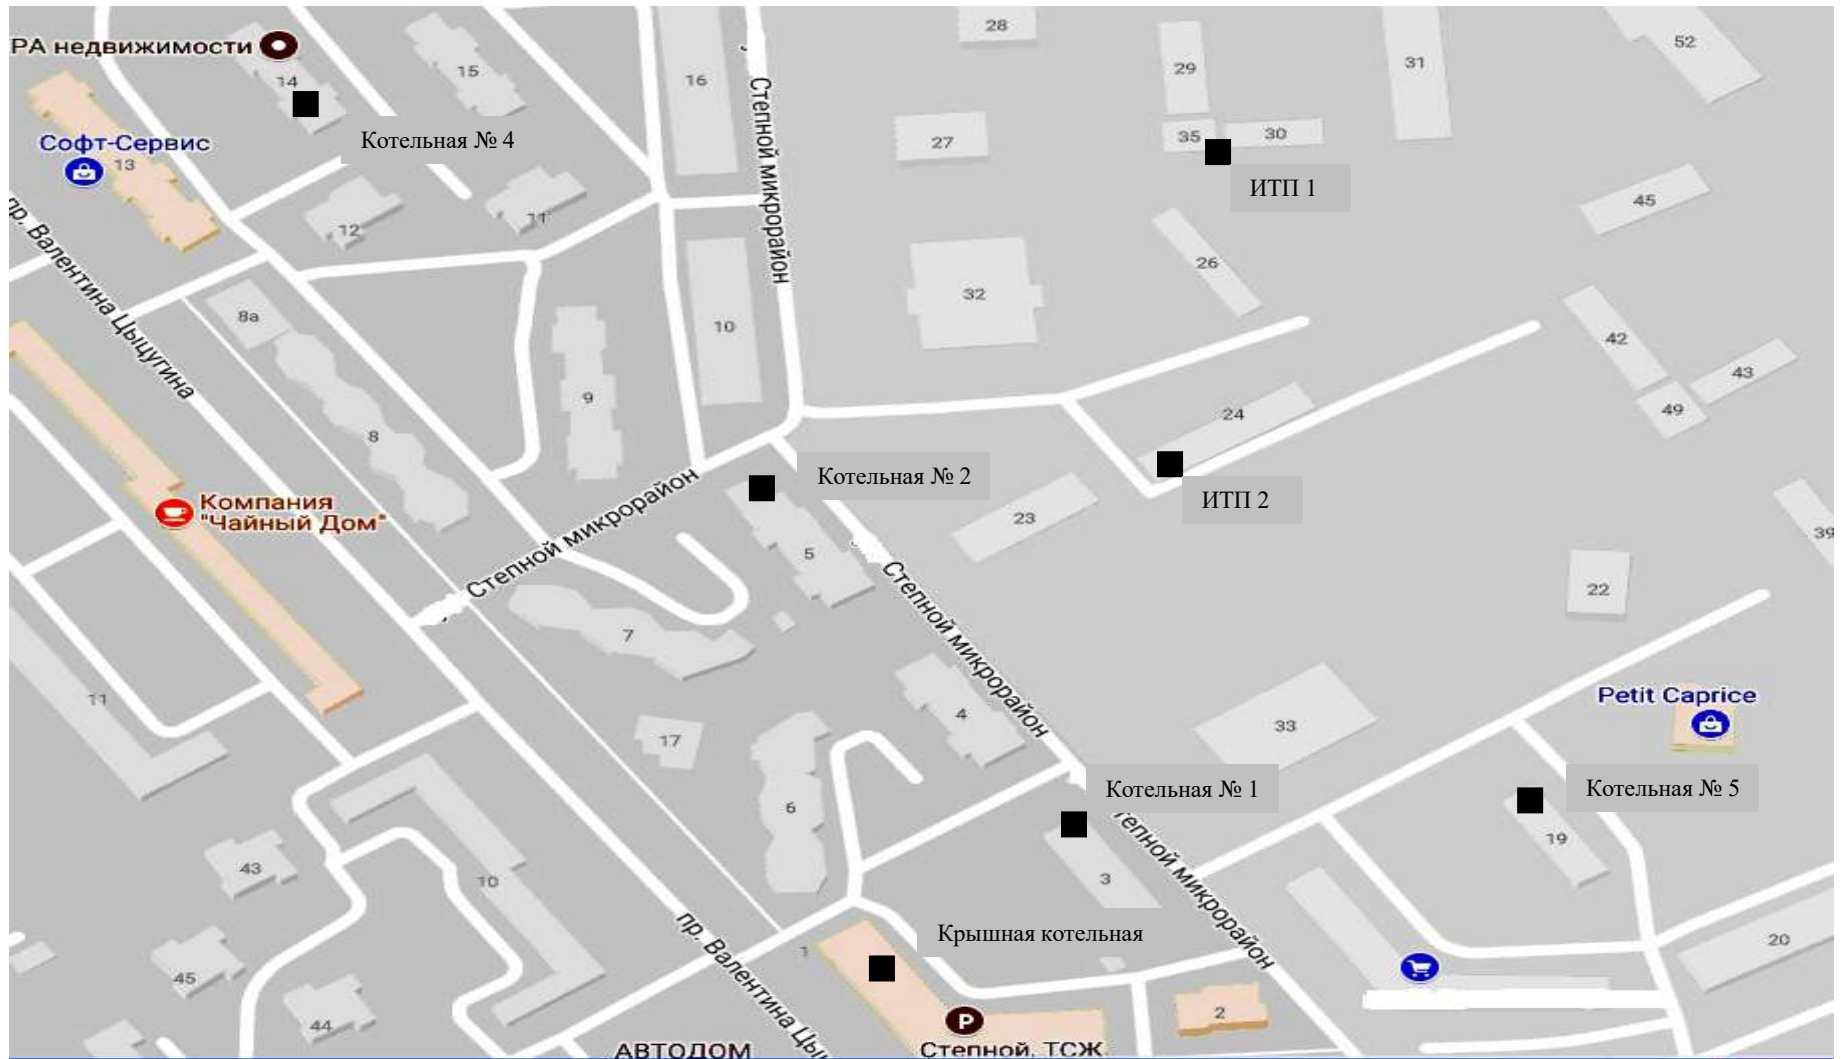 28
52
РА недвижимости
14
15
16
29
31
Котельная № 4
Степной микрорайон
27
35
30
Софт-Сервис
13
ИТП 1
45
12
11
пр. Валентина Цыцугина
26
32
8а
10
42
43
9
49
24
8
Котельная № 2
ИТП 2
Компания
"Чайный Дом"
Степной микрорайон
23
39
5
Степной микрорайон
22
7
11
4
Petit Caprice
17
33
Котельная № 1
Котельная № 5
6
тепной микрорайон
19
43
10
3
Крышная котельная
20
1
45
пр. Валентина Цы
44
2
АВТОДОМ
P
Степной, ТСЖ